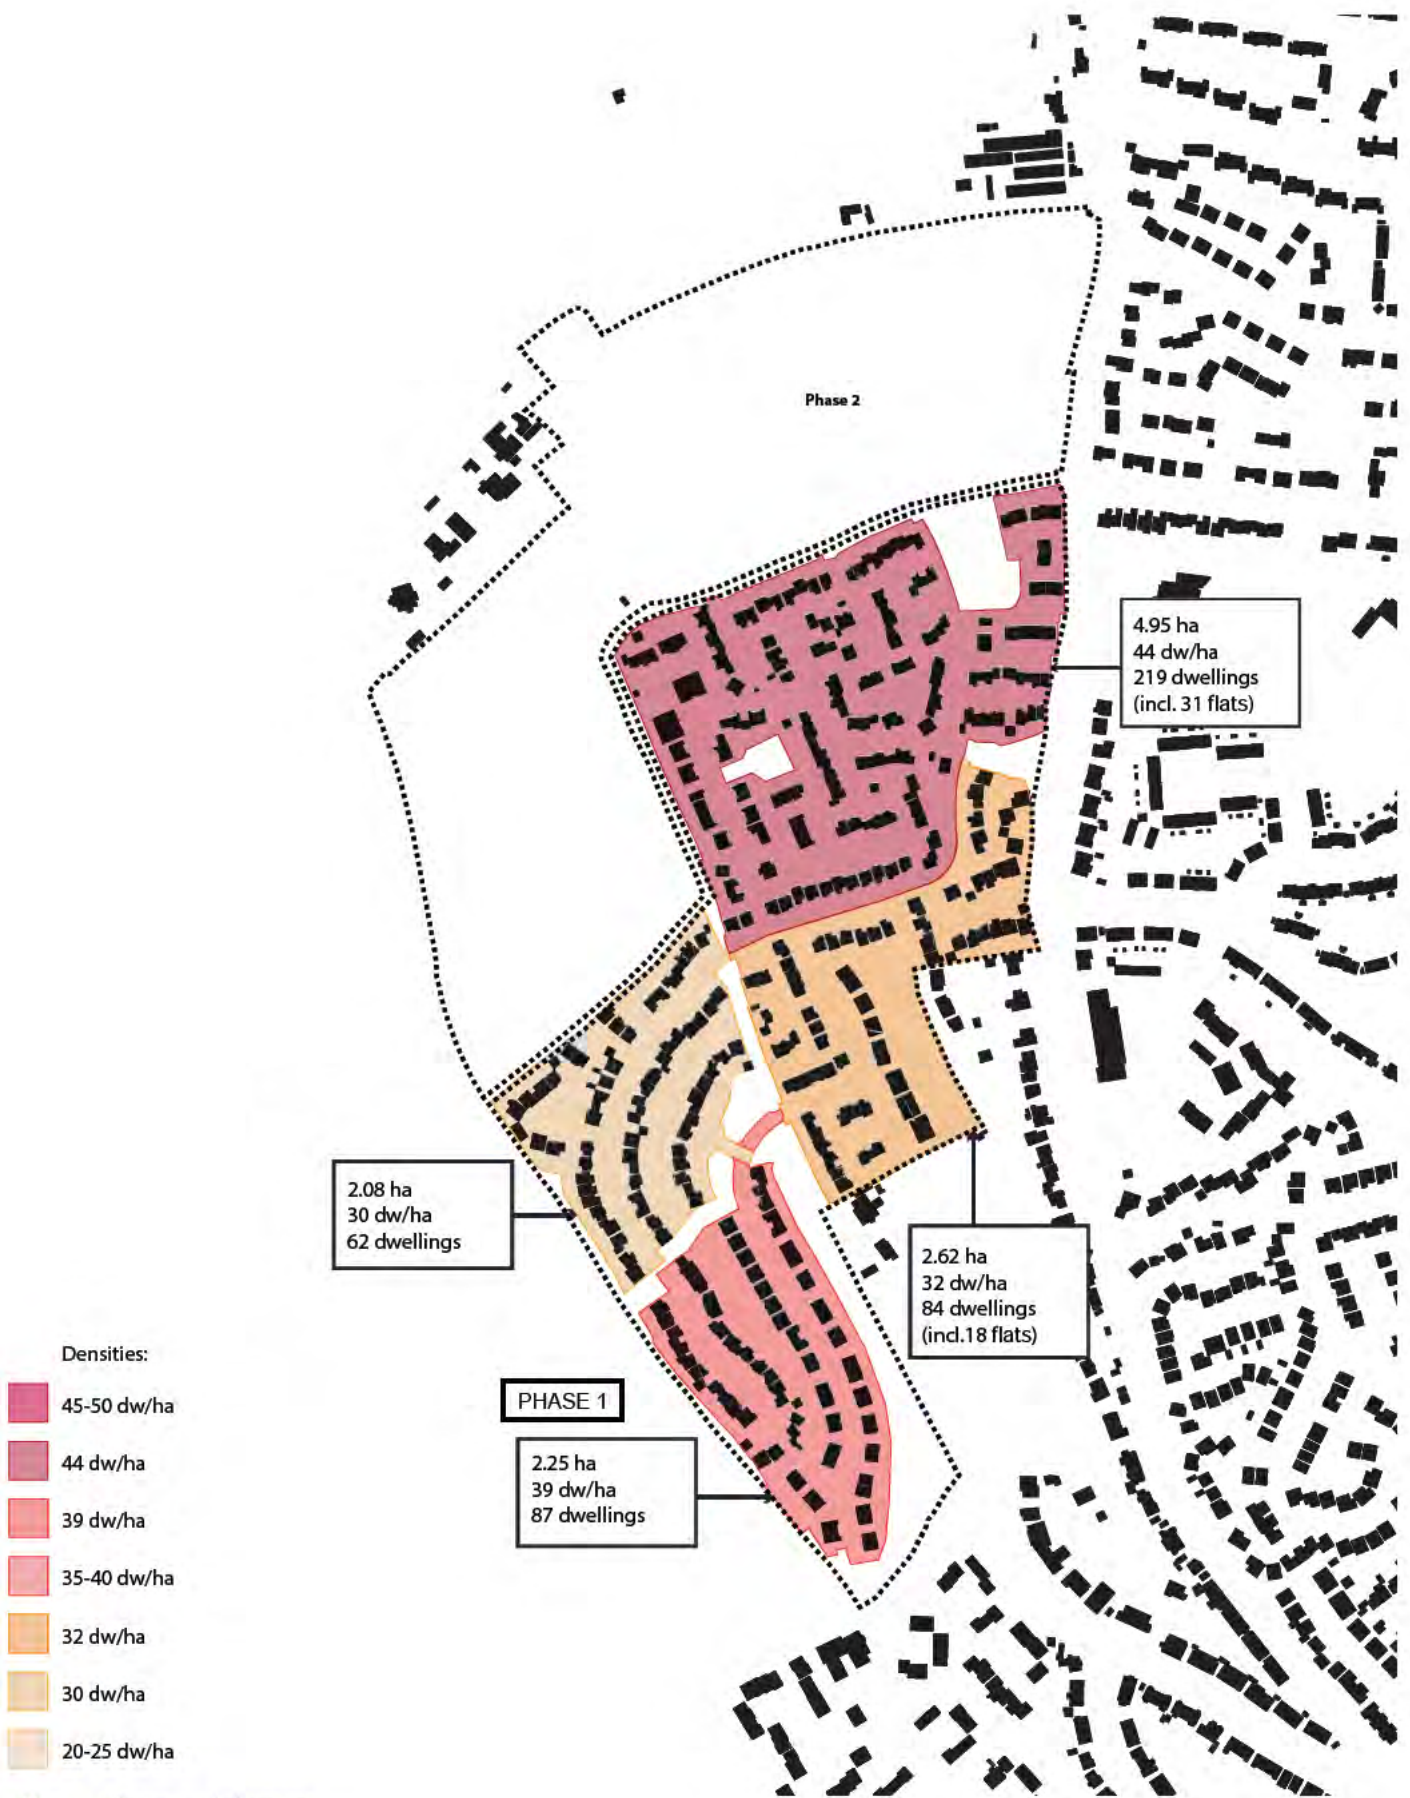 Phase 2
4.95 ha
44 dw/ha
219 dwellings
(incl. 31 flats)
2.08 ha
30 dw/ha
62 dwellings
2.62 ha
32 dw/ha
84 dwellings
(incl.18 flats)
PHASE 1
2.25 ha
39 dw/ha
87 dwellings
Densities:
45-50 dw/ha
44 dw/ha
39 dw/ha
35-40 dw/ha
32 dw/ha
30 dw/ha
20-25 dw/ha